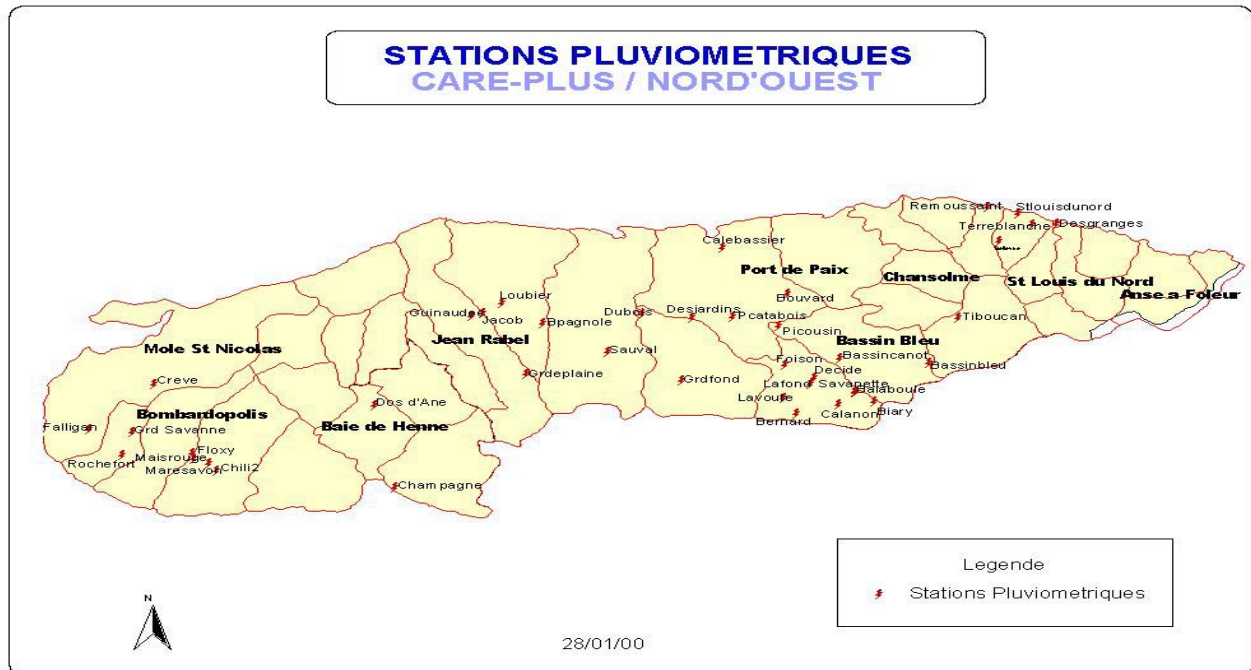 STATIONS PLUVIOMETRIQUES
CARE-PLUS / NORD'OUEST
Remoussaint
Stlouisdunord
Terreblanche
Desgranges
Calebassier
Port de Paix
Chansolme
St Louis du Nord
Anse a Foleur
Loubier
Bouvard
Guinaudee
Jacob
Bpagnole
Dubois
Desjardins
Pcatabois
Tiboucan
Picousin
Jean Rabel
Bassin Bleu
Mole St Nicolas
Sauval
Bassincanot
Foison
Bassinbleu
Decide
Creve
Grdeplaine
Grdfond
Lafond
Savanette
Balaboule
Lavoute
Dos d'Ane
Biary
Calanon
Bombardopolis
Bernard
Baie de Henne
Falligan
Grd Savanne
Floxy
Maisrouge
Rochefort
Maresavon
Chili2
Champagne
Legende
Stations Pluviometriques
N
28/01/00